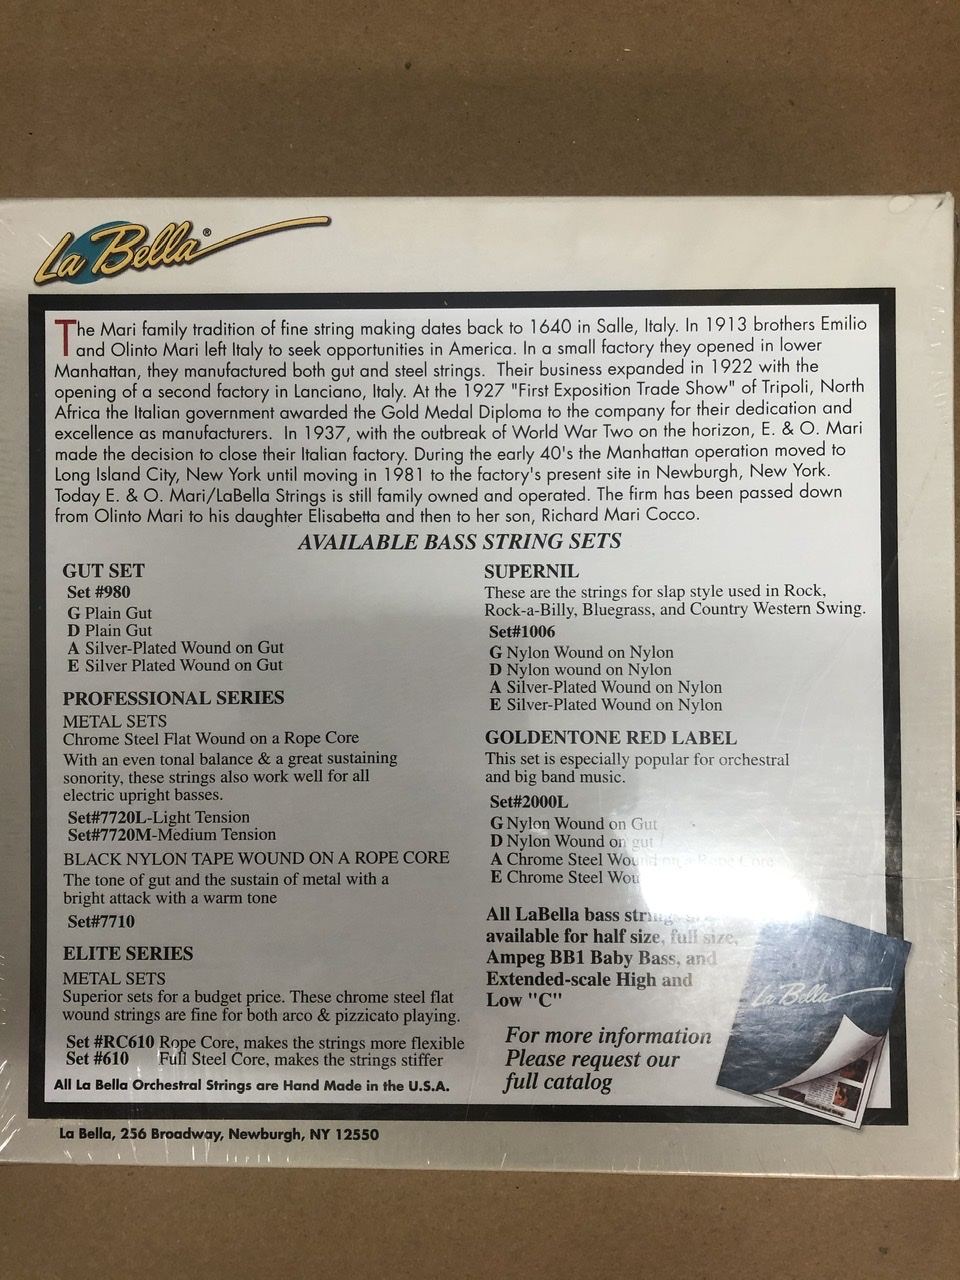 La Bella®
The Mari family tradition of fine string making dates back to 1640 in Salle, Italy. In 1913 brothers Emilio
and Olinto Mari left Italy to seek opportunities in America. In a small factory they opened in lower
Manhattan, they manufactured both gut and steel strings. Their business expanded in 1922 with the
opening of a second factory in Lanciano, Italy. At the 1927 "First Exposition Trade Show" of Tripoli, North
Africa the Italian government awarded the Gold Medal Diploma to the company for their dedication and
excellence as manufacturers. In 1937, with the outbreak of World War Two on the horizon, E. & O. Mari
made the decision to close their Italian factory. During the early 40's the Manhattan operation moved to
Long Island City, New York until moving in 1981 to the factory's present site in Newburgh, New York.
Today E. & O. Mari/LaBella Strings is still family owned and operated. The firm has been passed down
from Olinto Mari to his daughter Elisabetta and then to her son, Richard Mari Cocco.
AVAILABLE BASS STRING SETS
GUT SET
Set #980
G Plain Gut
D Plain Gut
A Silver-Plated Wound on Gut
E Silver Plated Wound on Gut
PROFESSIONAL SERIES
METAL SETS
Chrome Steel Flat Wound on a Rope Core
With an even tonal balance & a great sustaining
sonority, these strings also work well for all
electric upright basses.
Set#7720L-Light Tension
Set#7720M-Medium Tension
BLACK NYLON TAPE WOUND ON A ROPE CORE
The tone of gut and the sustain of metal with a
bright attack with a warm tone
Set#7710
ELITE SERIES
METAL SETS
Superior sets for a budget price. These chrome steel flat
wound strings are fine for both arco & pizzicato playing.
Set #RC610 Rope Core, makes the strings more flexible
Set #610 Full Steel Core, makes the strings stiffer
All La Bella Orchestral Strings are Hand Made in the U.S.A.
SUPERNIL
These are the strings for slap style used in Rock,
Rock-a-Billy, Bluegrass, and Country Western Swing.
Set#1006
G Nylon Wound on Nylon
D Nylon wound on Nylon
A Silver-Plated Wound on Nylon
E Silver-Plated Wound on Nylon
GOLDENTONE RED LABEL
This set is especially popular for orchestral
and big band music.
Set#2000L
G Nylon Wound on Gut
D Nylon Wound on gut
A Chrome Steel Wound on a Rope Core
E Chrome Steel
All LaBella bass strings
available for half size, full size,
Ampeg BB1 Baby Bass, and
Extended-scale High and
Low "C"
For more information
Please request our
full catalog
La Bella
La Bella, 256 Broadway, Newburgh, NY 12550